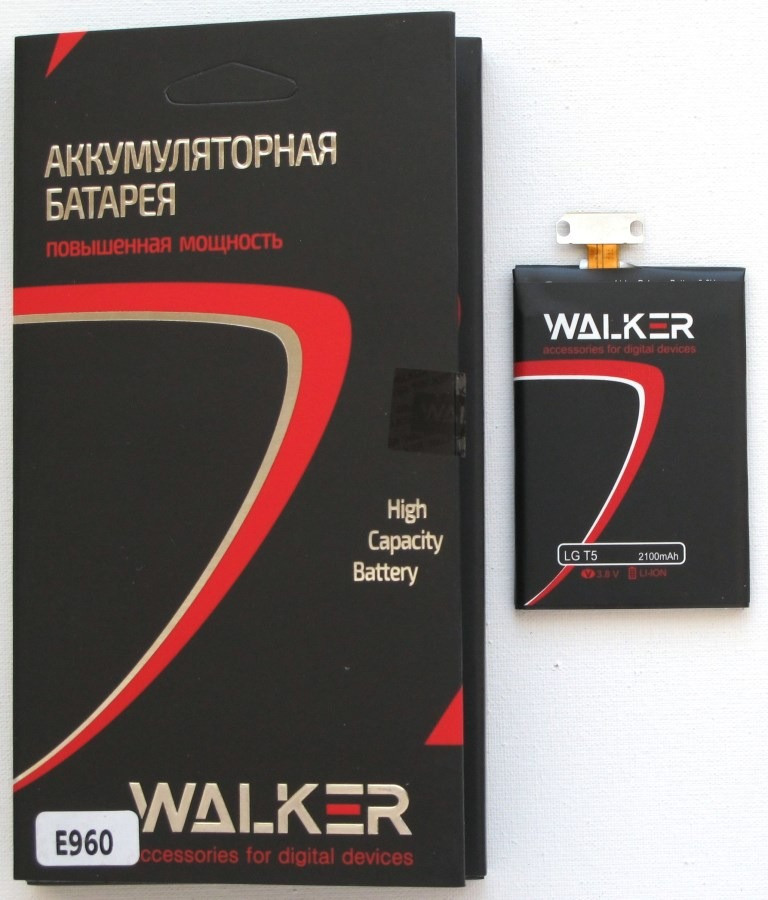 АККУМУЛЯТОРНАЯ
БАТАРЕЯ
повышенная мощность
High
Capacity
Battery
WALKER
ccessories for digital devices
E960
WALKER
accessories for digital devices
LG T5 2100mAh
3.8 V LI-ION